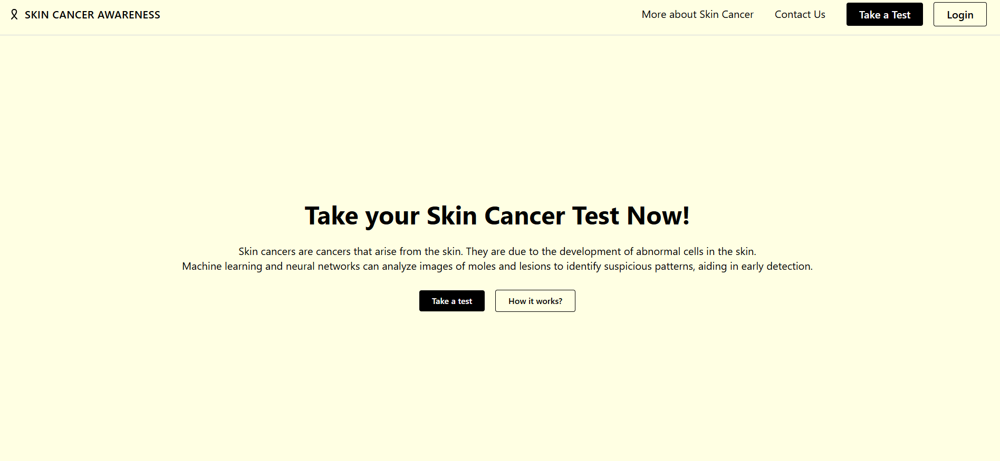 SKIN CANCER AWARENESS
More about Skin Cancer
Contact Us
Take a Test
Login
Take your Skin Cancer Test Now!
Skin cancers are cancers that arise from the skin. They are due to the development of abnormal cells in the skin.
Machine learning and neural networks can analyze images of moles and lesions to identify suspicious patterns, aiding in early detection.
Take a test
How it works?